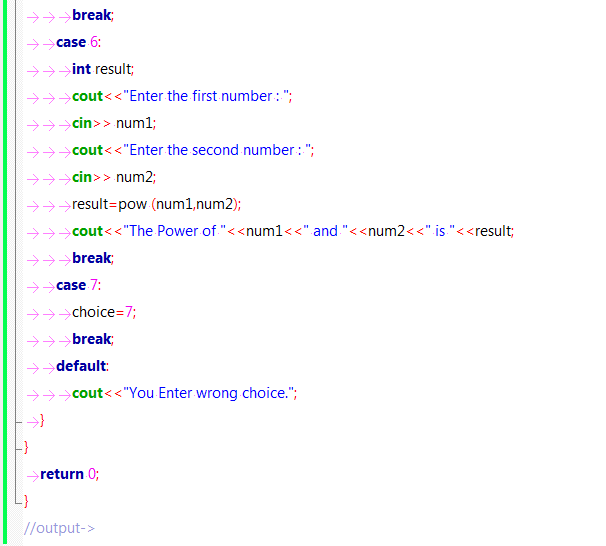 break;
case 6:
int result;
cout<<"Enter the first number : ";
cin>> num1;
cout<<"Enter the second number : ";
cin>> num2;
result=pow (num1,num2);
cout<<"The Power of "<<num1<<" and "<<num2<<" is "<<result;
break;
case 7:
choice=7;
break;
default:
cout<<"You Enter wrong choice.";
}
}
return 0;
}
//output->